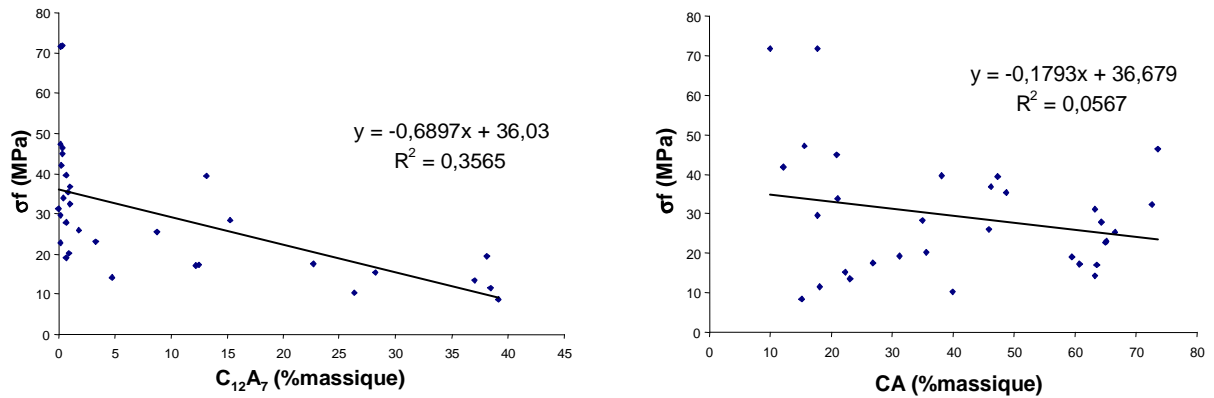 80
70
60
50
40
30
20
10
0
σf (MPa)
y = -0,6897x + 36,03
R² = 0,3565
0 5 10 15 20 25 30 35 40 45
C₁₂A₇ (%massique)
80
70
60
50
40
30
20
10
0
σf (MPa)
y = -0,1793x + 36,679
R² = 0,0567
0 10 20 30 40 50 60 70 80
CA (%massique)